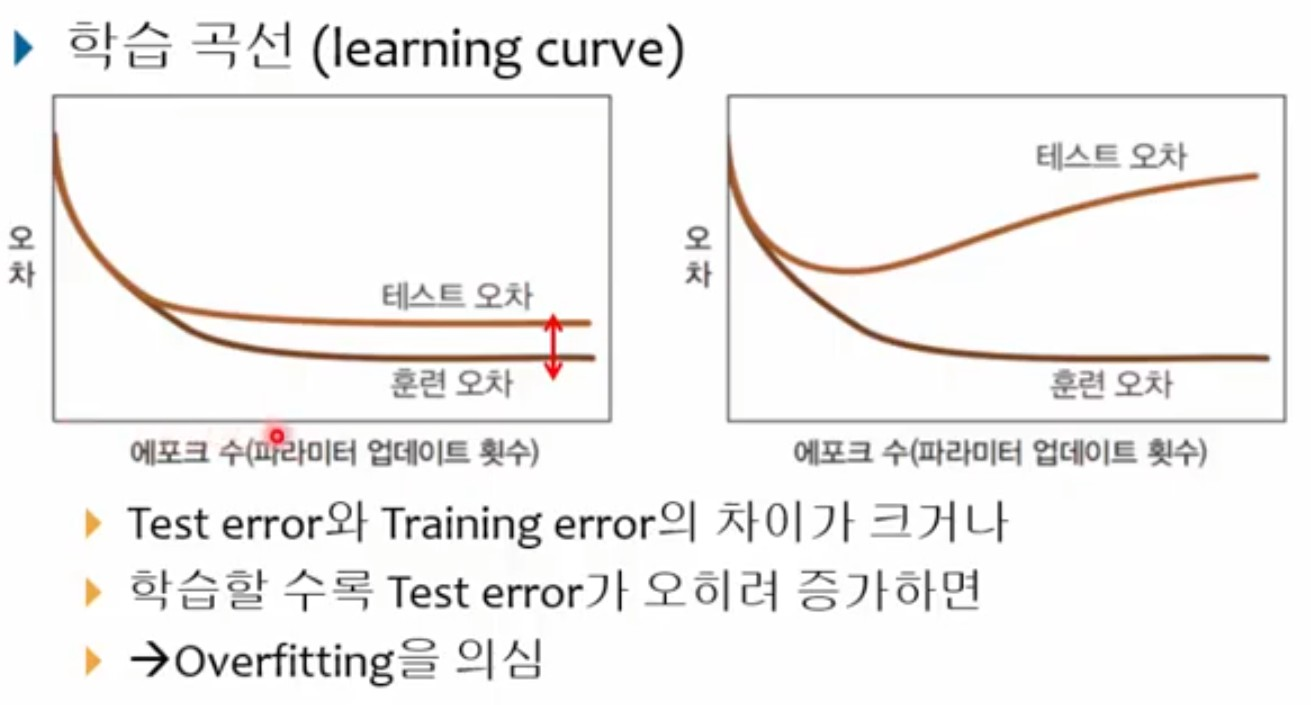 학습 곡선 (learning curve)
오차
테스트 오차
훈련 오차
에포크 수(파라미터 업데이트 횟수)
오차
테스트 오차
훈련 오차
에포크 수(파라미터 업데이트 횟수)
Test error와 Training error의 차이가 크거나
학습할 수록 Test error가 오히려 증가하면
→Overfitting을 의심